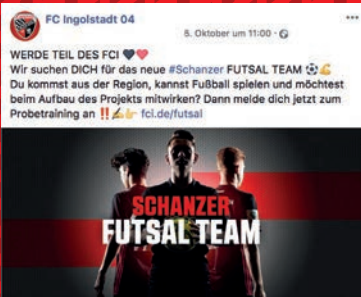 FC Ingolstadt 04
5. Oktober um 11:00 ·
WERDE TEIL DES FCI 🖤❤️
Wir suchen DICH für das neue #Schanzer FUTSAL TEAM ⚽💪
Du kommst aus der Region, kannst Fußball spielen und möchtest
beim Aufbau des Projekts mitwirken? Dann melde dich jetzt zum
Probetraining an ‼️✍️👉 fci.de/futsal
SCHANZER
FUTSAL TEAM